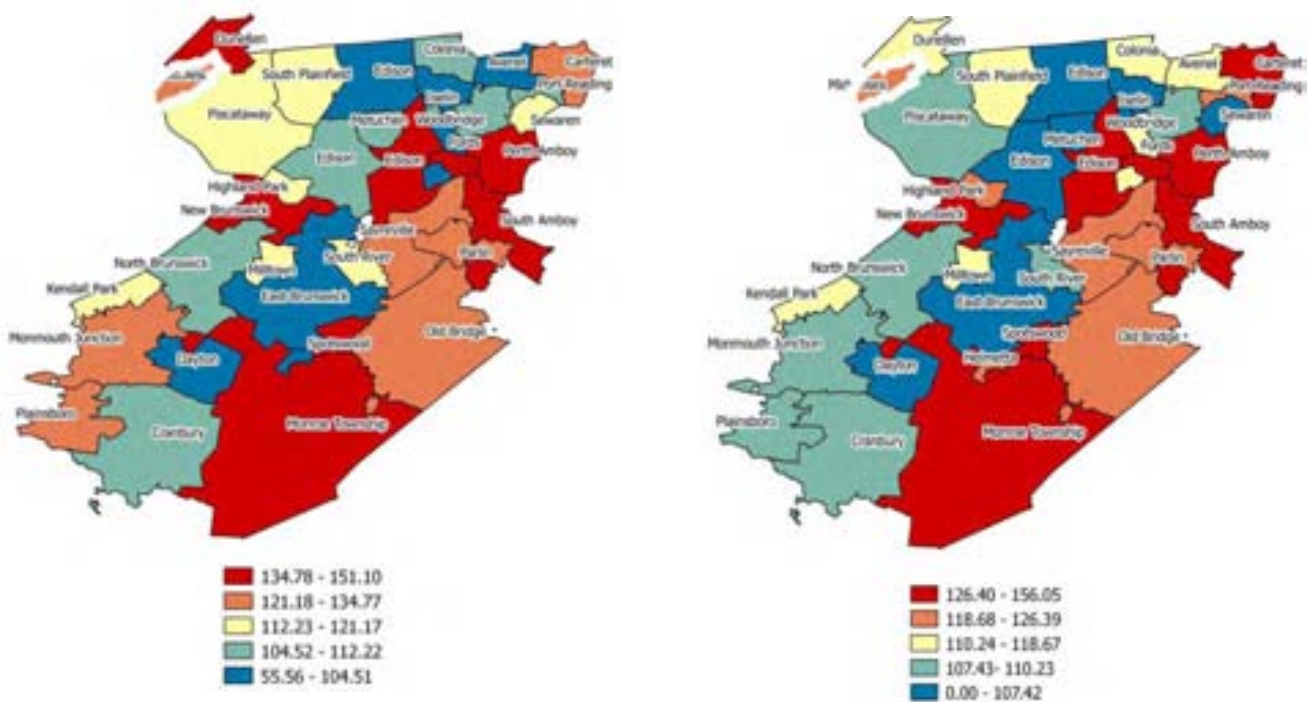 Dunellen
Colonia
Carteret
Edison
Avenel
South Plainfield
Port Reading
Iselin
Piscataway
Metuchen
Woodbridge
Sewaren
Fords
Edison
Edison
Perth Amboy
Highland Park
New Brunswick
South Amboy
Sayreville
North Brunswick
Milltown
South River
Parlin
Kendall Park
East Brunswick
Monmouth Junction
Old Bridge
Spotswood
Dayton
Plainsboro
Cranbury
Monroe Township
134.78 - 151.10
121.18 - 134.77
112.23 - 121.17
104.52 - 112.22
55.56 - 104.51
Dunellen
Colonia
Carteret
Edison
Avenel
South Plainfield
Port Reading
Iselin
Sewaren
Piscataway
Metuchen
Woodbridge
Fords
Edison
Edison
Perth Amboy
Highland Park
New Brunswick
South Amboy
Sayreville
North Brunswick
Milltown
South River
Parlin
Kendall Park
East Brunswick
Monmouth Junction
Spotswood
Old Bridge
Dayton
Helmetta
Plainsboro
Cranbury
Monroe Township
126.40 - 156.05
118.68 - 126.39
110.24 - 118.67
107.43- 110.23
0.00 - 107.42